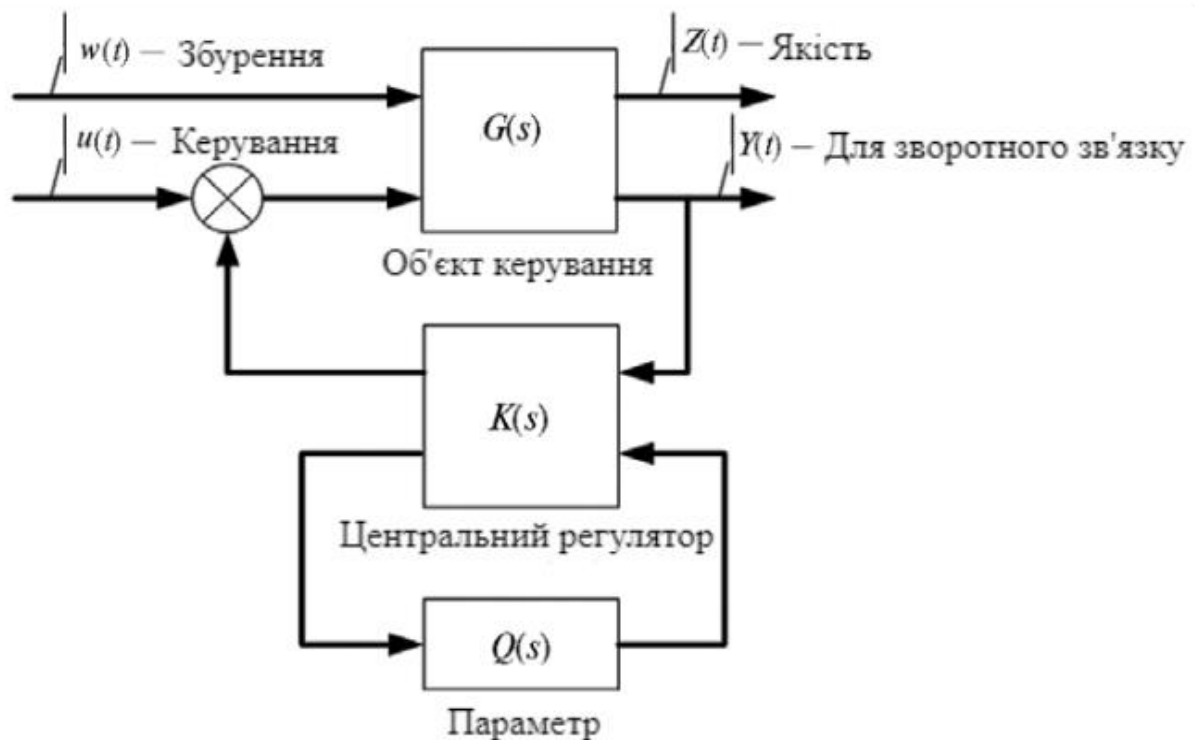 w(t) – Збурення
Z(t) – Якість
G(s)
u(t) – Керування
Y(t) – Для зворотного зв'язку
Об'єкт керування
K(s)
Центральний регулятор
Q(s)
Параметр